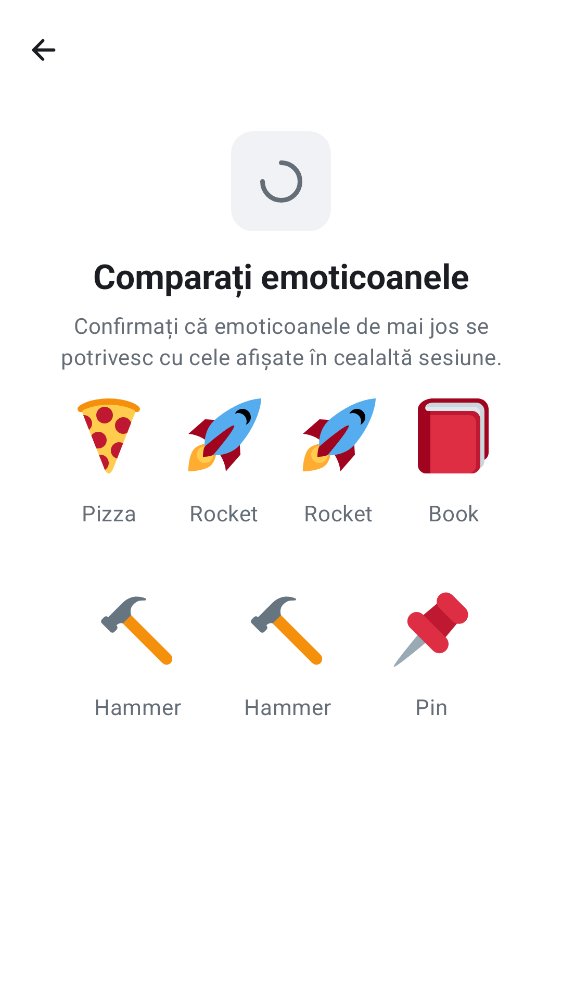 Comparați emoticoanele
Confirmați că emoticoanele de mai jos se
potrivesc cu cele afișate în cealaltă sesiune.
Pizza Rocket Rocket Book
Hammer Hammer Pin